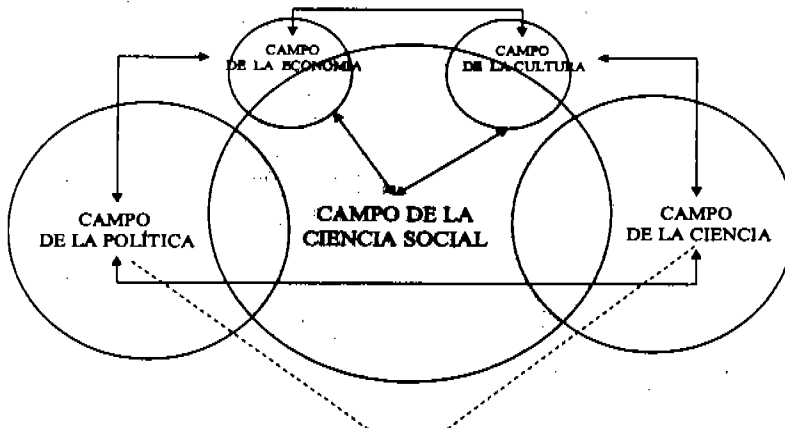 CAMPO
DE LA ECONOMIA
CAMPO
DE LA CULTURA
CAMPO
DE LA POLÍTICA
CAMPO DE LA
CIENCIA SOCIAL
CAMPO
DE LA CIENCIA